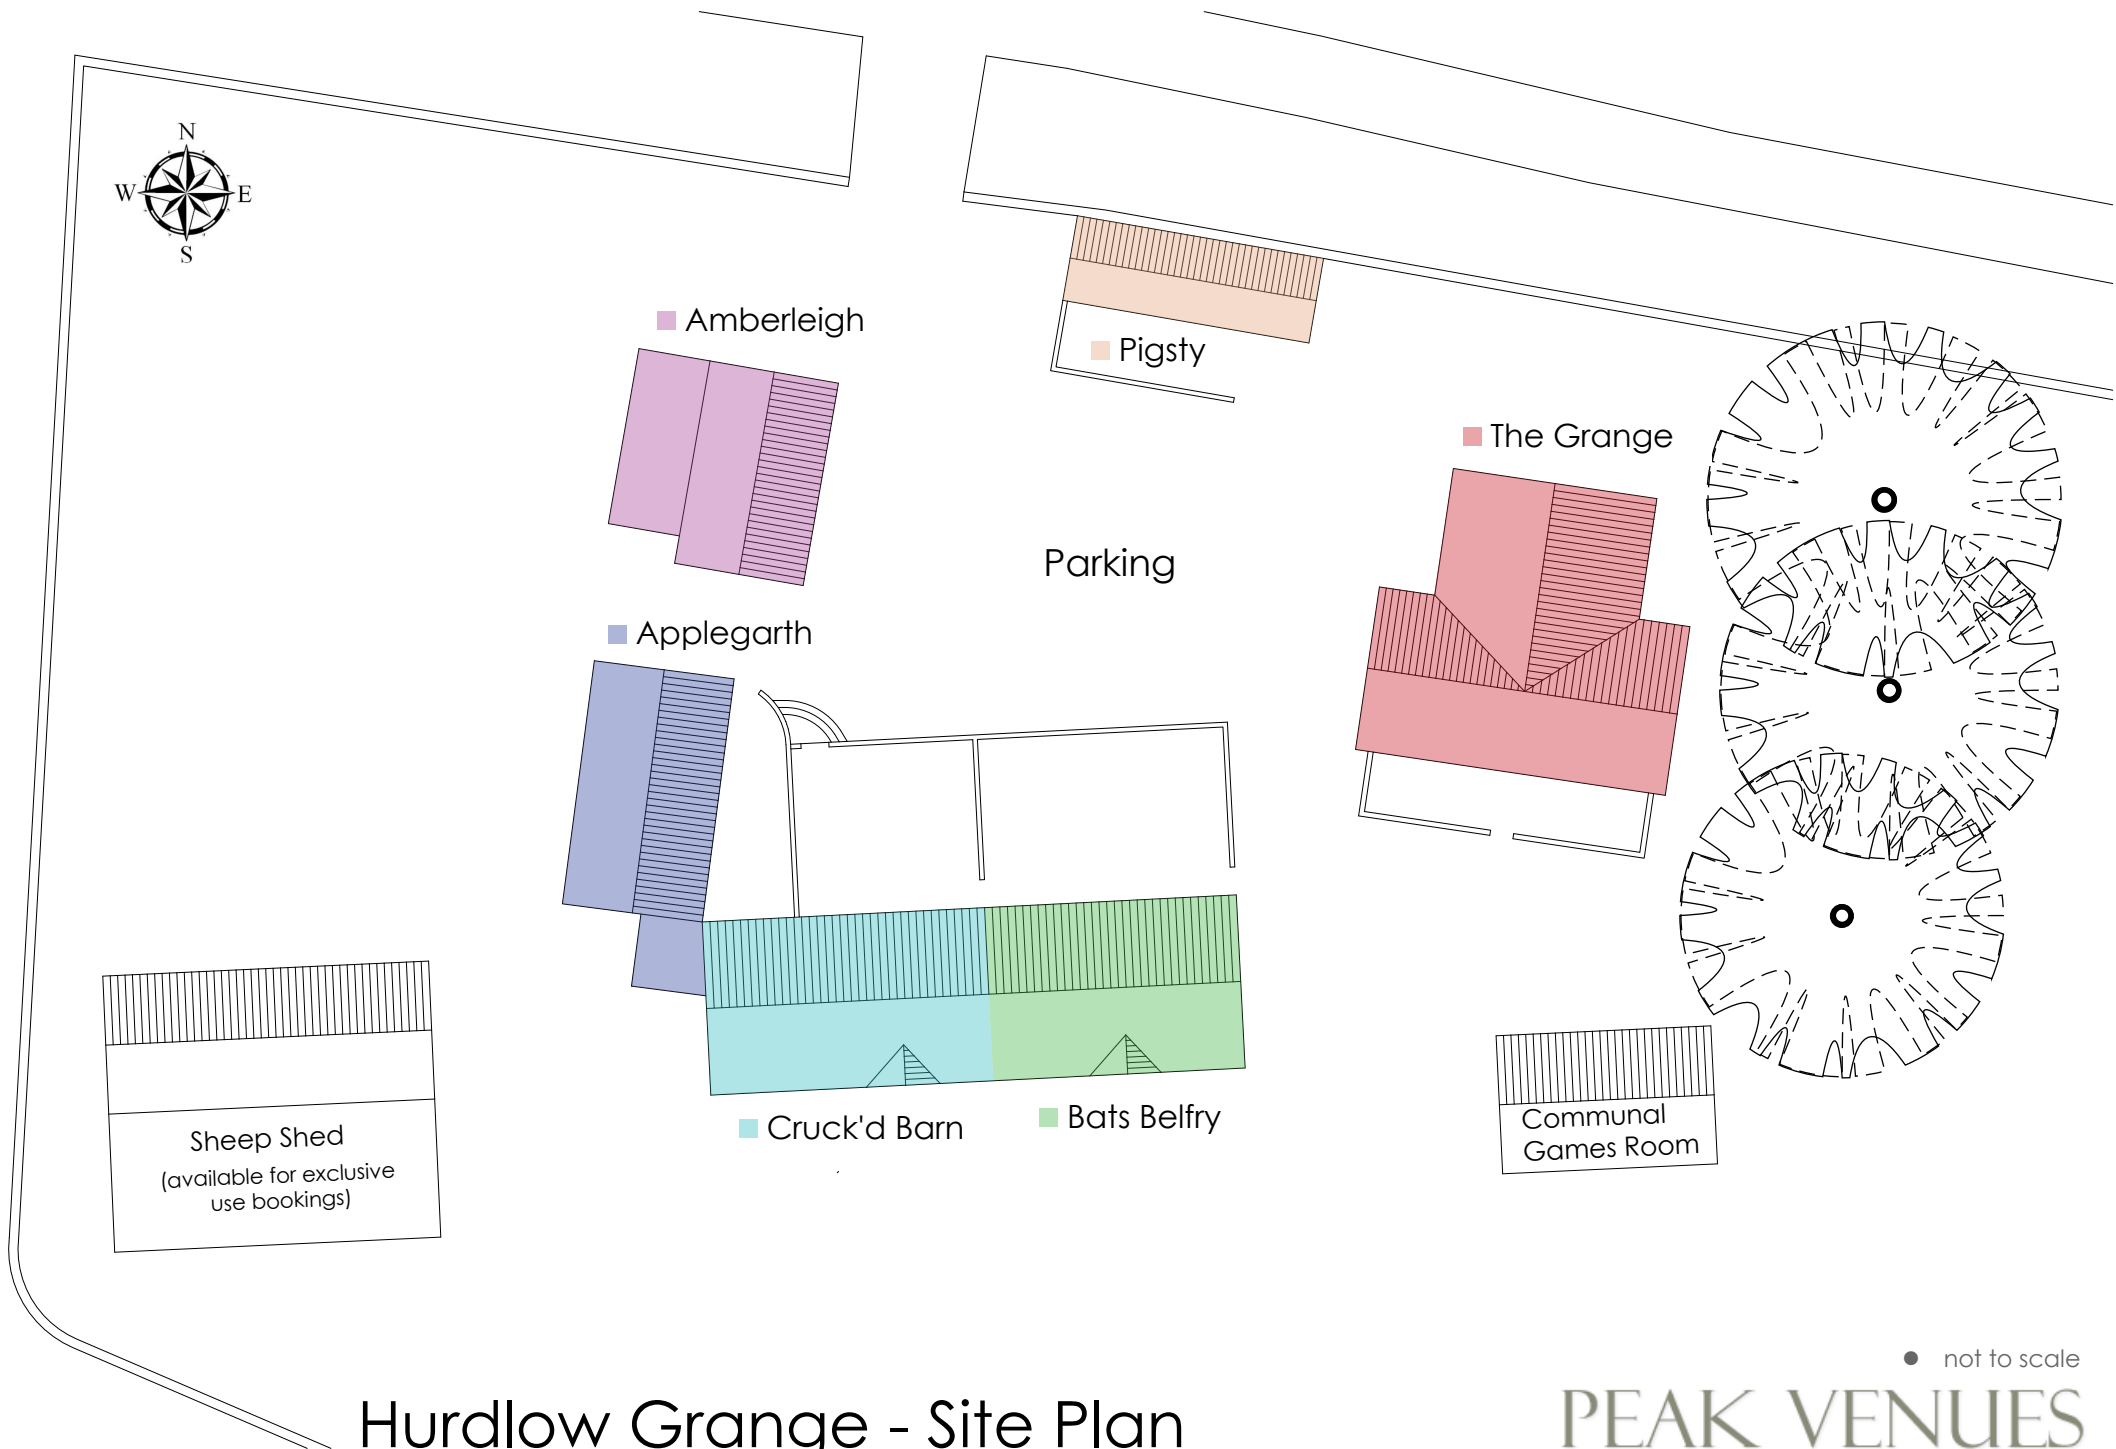 N
W E
S
Amberleigh
Pigsty
The Grange
Parking
Applegarth
Cruck'd Barn
Bats Belfry
Sheep Shed
(available for exclusive
use bookings)
Communal
Games Room
not to scale
Hurdlow Grange - Site Plan
PEAK VENUES